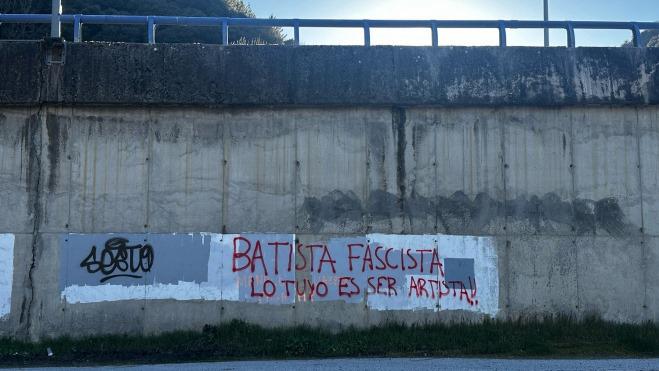 BATISTA FASCISTA
LO TUYO ES SER ARTISTA!!